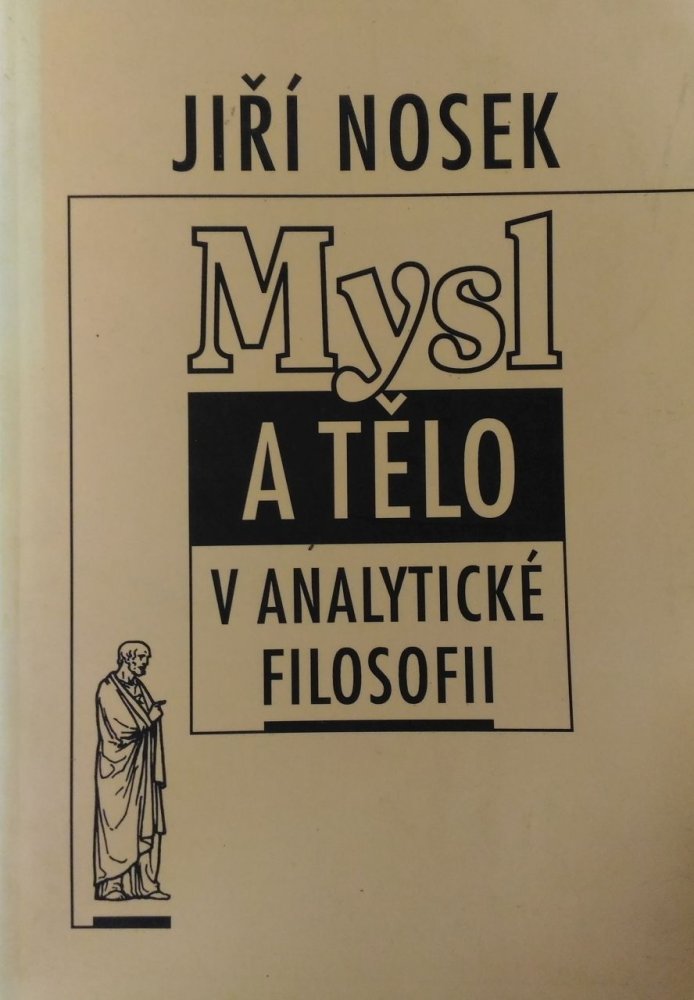 JIŘÍ NOSEK
Mysl
A TĚLO
V ANALYTICKÉ
FILOSOFII